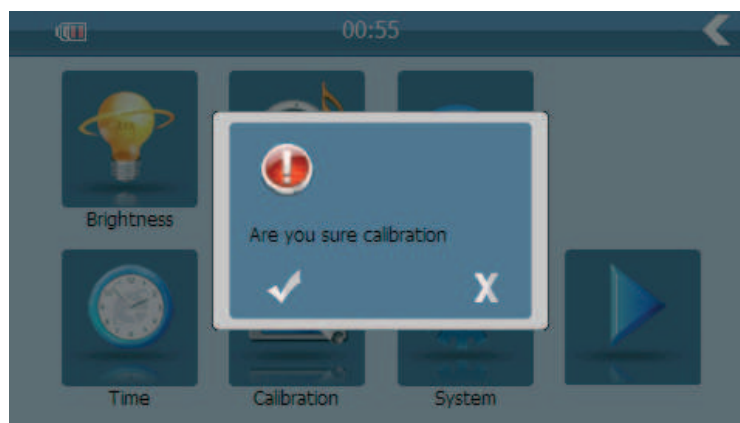 00:55
Brightness
Are you sure calibration
X
Time
Calibration
System